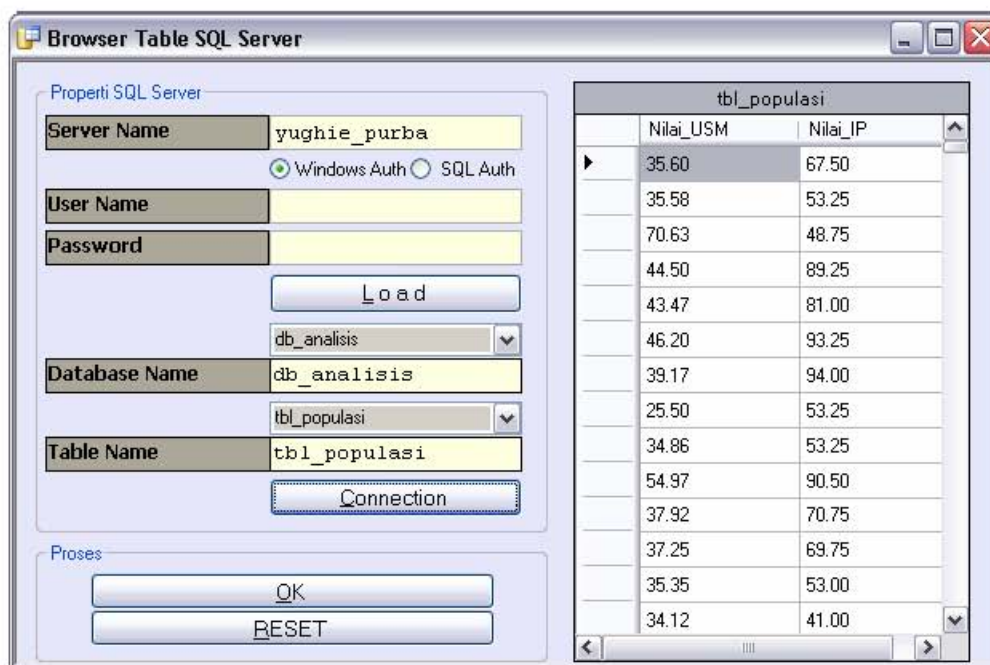 Browser Table SQL Server
Properti SQL Server
Server Name
yughie_purba
Windows Auth
SQL Auth
User Name
Password
Load
db_analisis
Database Name
db_analisis
tbl_populasi
Table Name
tbl_populasi
Connection
Proses
OK
RESET
tbl_populasi
Nilai_USM Nilai_IP
35.60 67.50
35.58 53.25
70.63 48.75
44.50 89.25
43.47 81.00
46.20 93.25
39.17 94.00
25.50 53.25
34.86 53.25
54.97 90.50
37.92 70.75
37.25 69.75
35.35 53.00
34.12 41.00